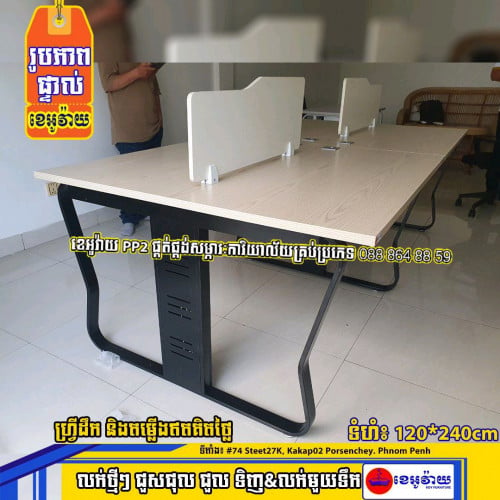 រូបភាព
ផ្ទាល់
ខេអូវ៉ាយ
ខេអូវ៉ាយ PP2 ផ្គត់ផ្គង់សម្ភារៈការិយាល័យគ្រប់ប្រភេទ 088 864 88 59
ហ្វ្រីដឹក និងតម្លើងឥតគិតថ្លៃ
ទំហំ៖ 120*240cm
ទីតាំង៖ #74 Steet27K, Kakap02 Porsenchey. Phnom Penh
លក់ថ្មីៗ ជួសជុល ជួល ទិញ&លក់មួយទឹក
ខេអូវ៉ាយ